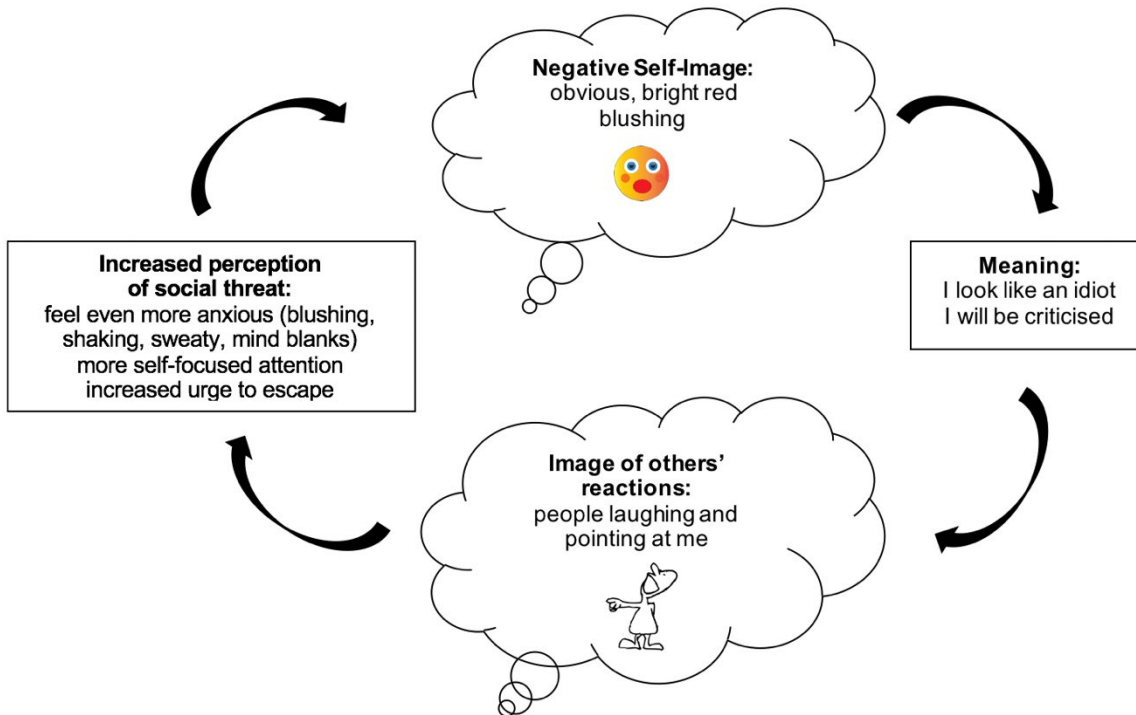 Negative Self-Image:
obvious, bright red
blushing
Meaning:
I look like an idiot
I will be criticised
Image of others’
reactions:
people laughing and
pointing at me
Increased perception
of social threat:
feel even more anxious (blushing,
shaking, sweaty, mind blanks)
more self-focused attention
increased urge to escape